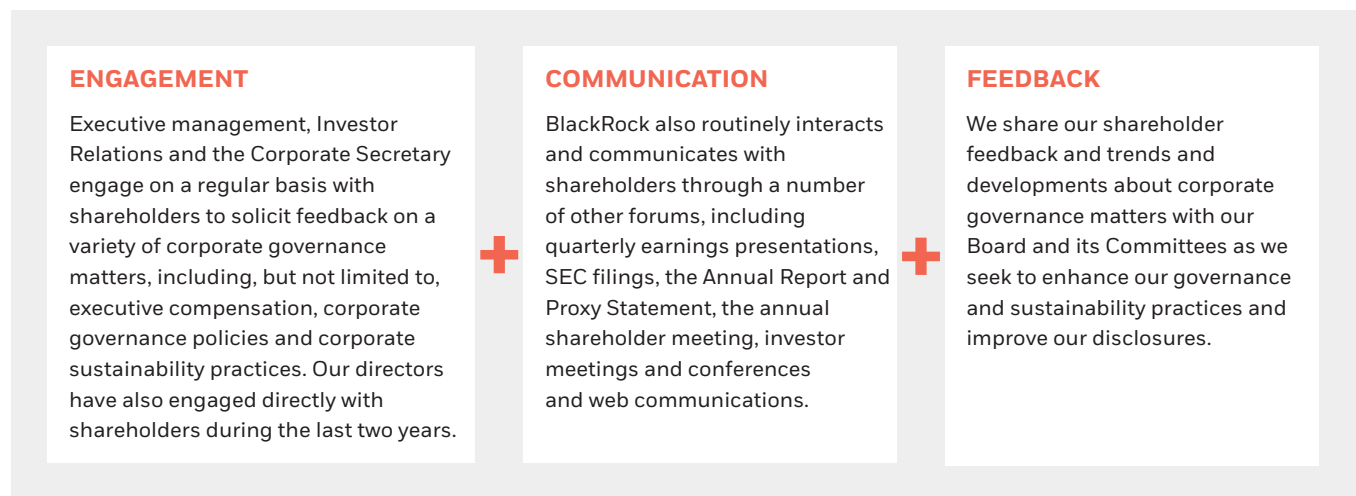 ENGAGEMENT
Executive management, Investor
Relations and the Corporate Secretary
engage on a regular basis with
shareholders to solicit feedback on a
variety of corporate governance
matters, including, but not limited to,
executive compensation, corporate
governance policies and corporate
sustainability practices. Our directors
have also engaged directly with
shareholders during the last two years.
+
COMMUNICATION
BlackRock also routinely interacts
and communicates with
shareholders through a number
of other forums, including
quarterly earnings presentations,
SEC filings, the Annual Report and
Proxy Statement, the annual
shareholder meeting, investor
meetings and conferences
and web communications.
+
FEEDBACK
We share our shareholder
feedback and trends and
developments about corporate
governance matters with our
Board and its Committees as we
seek to enhance our governance
and sustainability practices and
improve our disclosures.